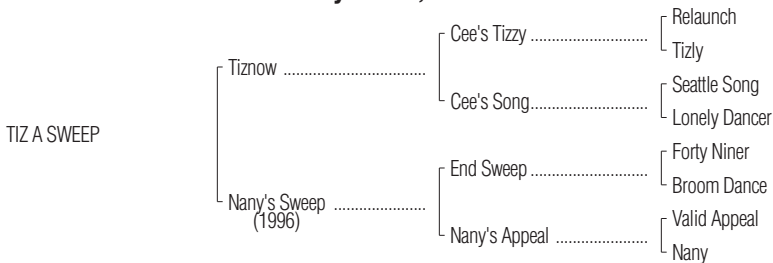 Relaunch
Cee's Tizzy
Tizly
Tiznow
Seattle Song
Cee's Song
Lonely Dancer
TIZ A SWEEP
Forty Niner
End Sweep
Broom Dance
Nany's Sweep
(1996)
Valid Appeal
Nany's Appeal
Nany